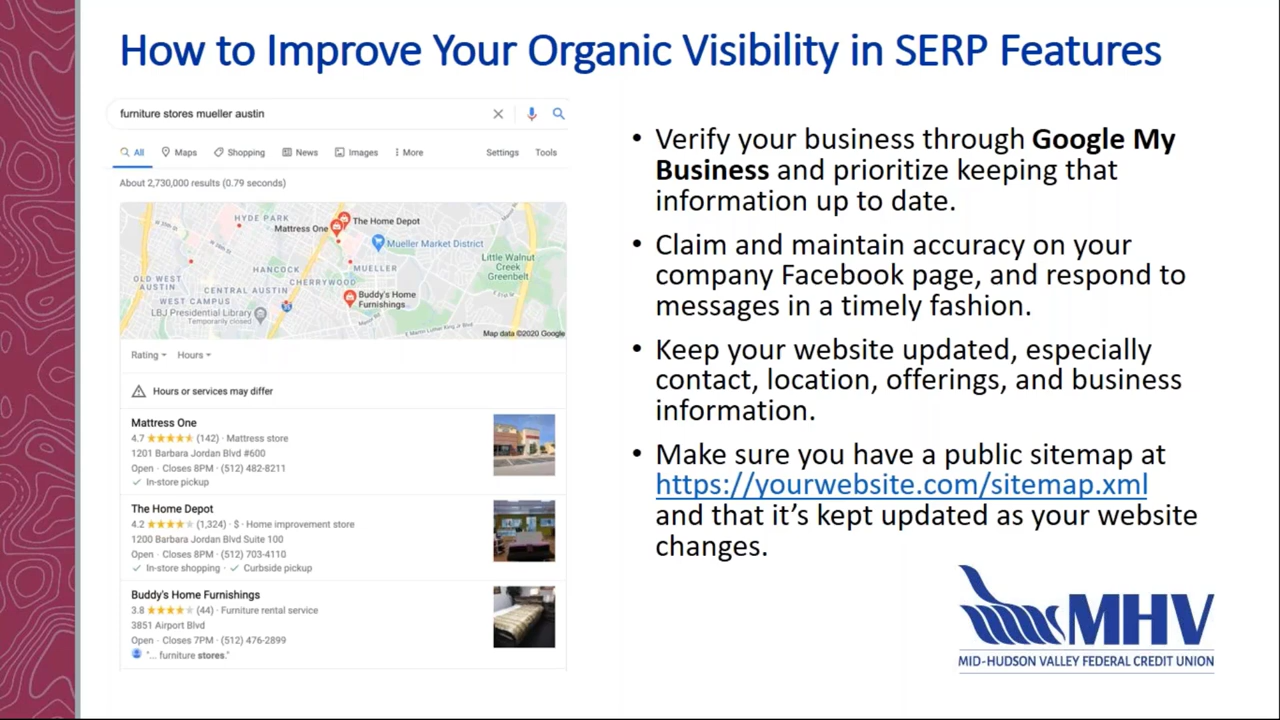 How to Improve Your Organic Visibility in SERP Features
furniture stores mueller austin
All Maps Shopping News Images More Settings Tools
About 2,730,000 results (0.79 seconds)
HYDE PARK
The Home Depot
Mattress One
Mueller Market District
Little Walnut
Creek
Greenbelt
HANCOCK
MUELLER
OLD WEST
AUSTIN
CHERRYWOOD
CENTRAL AUSTIN
WEST CAMPUS
Buddy's Home
Furnishings
LBJ Presidential Library
Temporarily closed
Map data ©2020 Google
Rating Hours
Hours or services may differ
Mattress One
4.7 (142) · Mattress store
1201 Barbara Jordan Blvd #600
Open · Closes 8PM · (512) 482-8211
✓ In-store pickup
The Home Depot
4.2 (1,324) · $ · Home improvement store
1200 Barbara Jordan Blvd Suite 100
Open · Closes 8PM · (512) 703-4110
✓ In-store shopping · ✓ Curbside pickup
Buddy's Home Furnishings
3.8 (44) · Furniture rental service
3851 Airport Blvd
Open · Closes 7PM · (512) 476-2899
"... furniture stores."
• Verify your business through Google My
Business and prioritize keeping that
information up to date.
• Claim and maintain accuracy on your
company Facebook page, and respond to
messages in a timely fashion.
• Keep your website updated, especially
contact, location, offerings, and business
information.
• Make sure you have a public sitemap at
https://yourwebsite.com/sitemap.xml
and that it's kept updated as your website
changes.
MHV
MID-HUDSON VALLEY FEDERAL CREDIT UNION